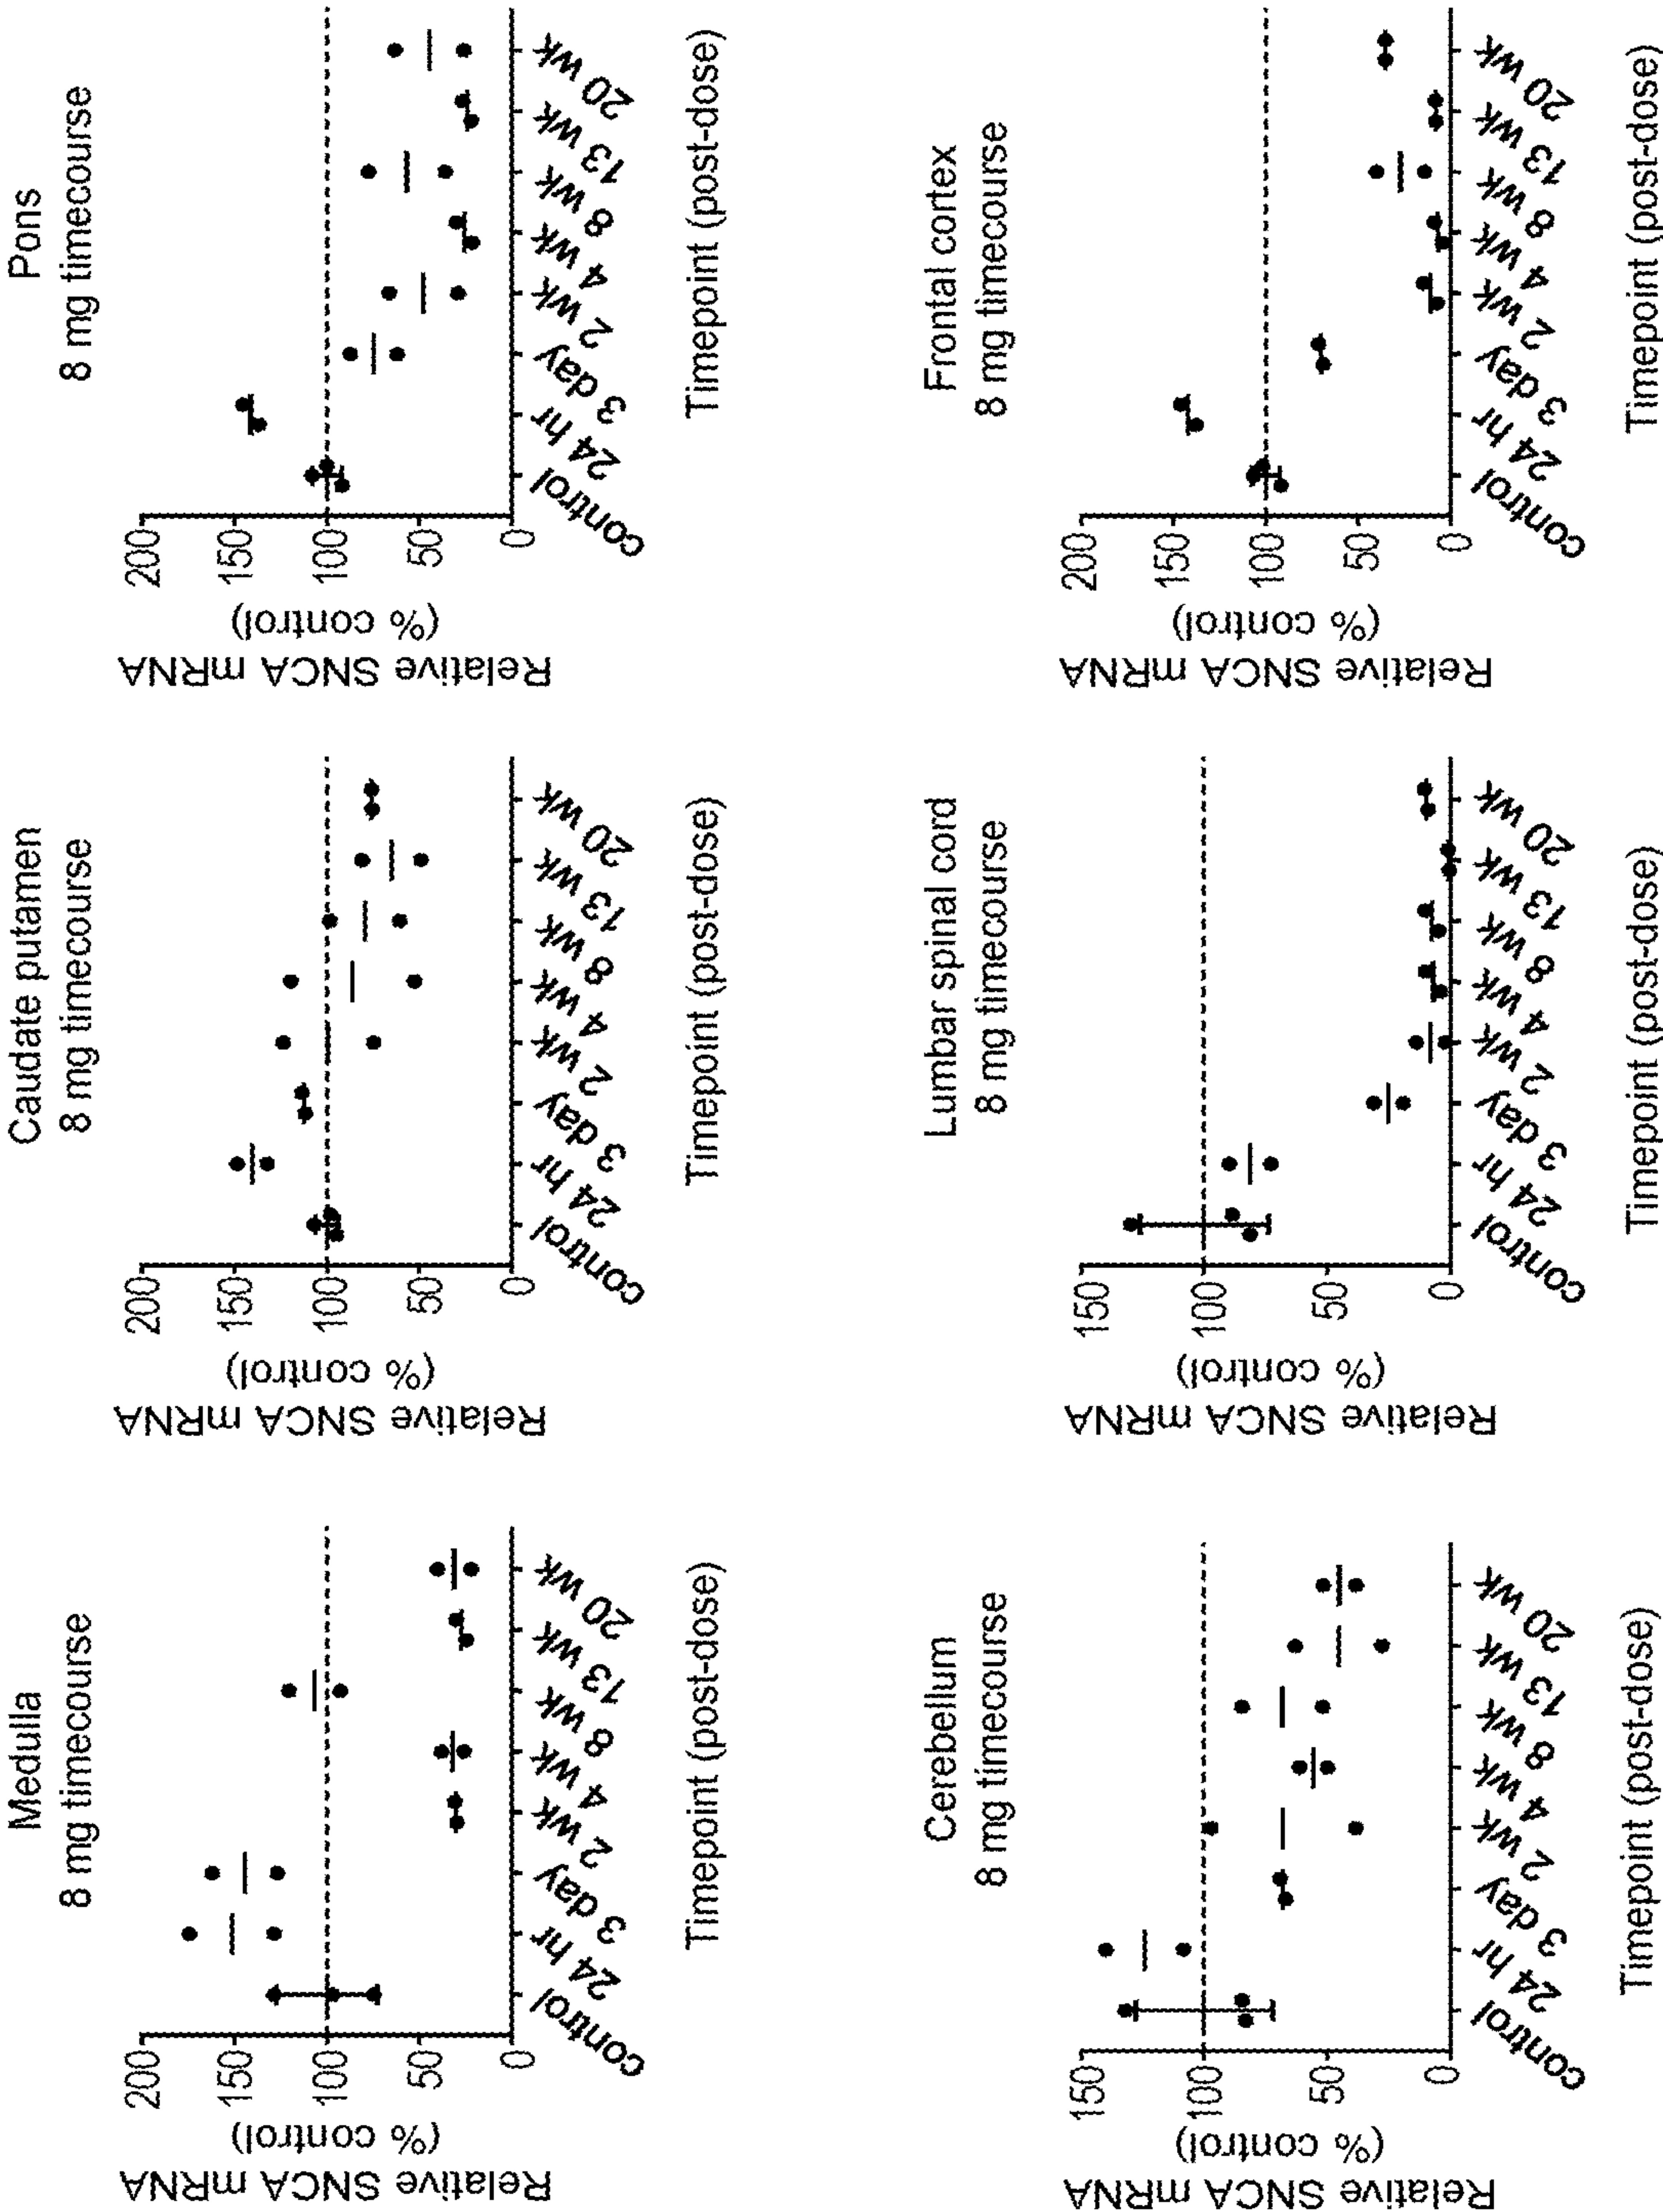 Medulla
8 mg timecourse
Relative SNCA mRNA
(% control)
200
150
100
50
0
control
24 hr
3 day
2 wk
4 wk
8 wk
13 wk
20 wk
Timepoint (post-dose)
Caudate putamen
8 mg timecourse
Relative SNCA mRNA
(% control)
200
150
100
50
0
control
24 hr
3 day
2 wk
4 wk
8 wk
13 wk
20 wk
Timepoint (post-dose)
Pons
8 mg timecourse
Relative SNCA mRNA
(% control)
200
150
100
50
0
control
24 hr
3 day
2 wk
4 wk
8 wk
13 wk
20 wk
Timepoint (post-dose)
Cerebellum
8 mg timecourse
Relative SNCA mRNA
(% control)
150
100
50
0
control
24 hr
3 day
2 wk
4 wk
8 wk
13 wk
20 wk
Timepoint (post-dose)
Lumbar spinal cord
8 mg timecourse
Relative SNCA mRNA
(% control)
150
100
50
0
control
24 hr
3 day
2 wk
4 wk
8 wk
13 wk
20 wk
Timepoint (post-dose)
Frontal cortex
8 mg timecourse
Relative SNCA mRNA
(% control)
200
150
100
50
0
control
24 hr
3 day
2 wk
4 wk
8 wk
13 wk
20 wk
Timepoint (post-dose)